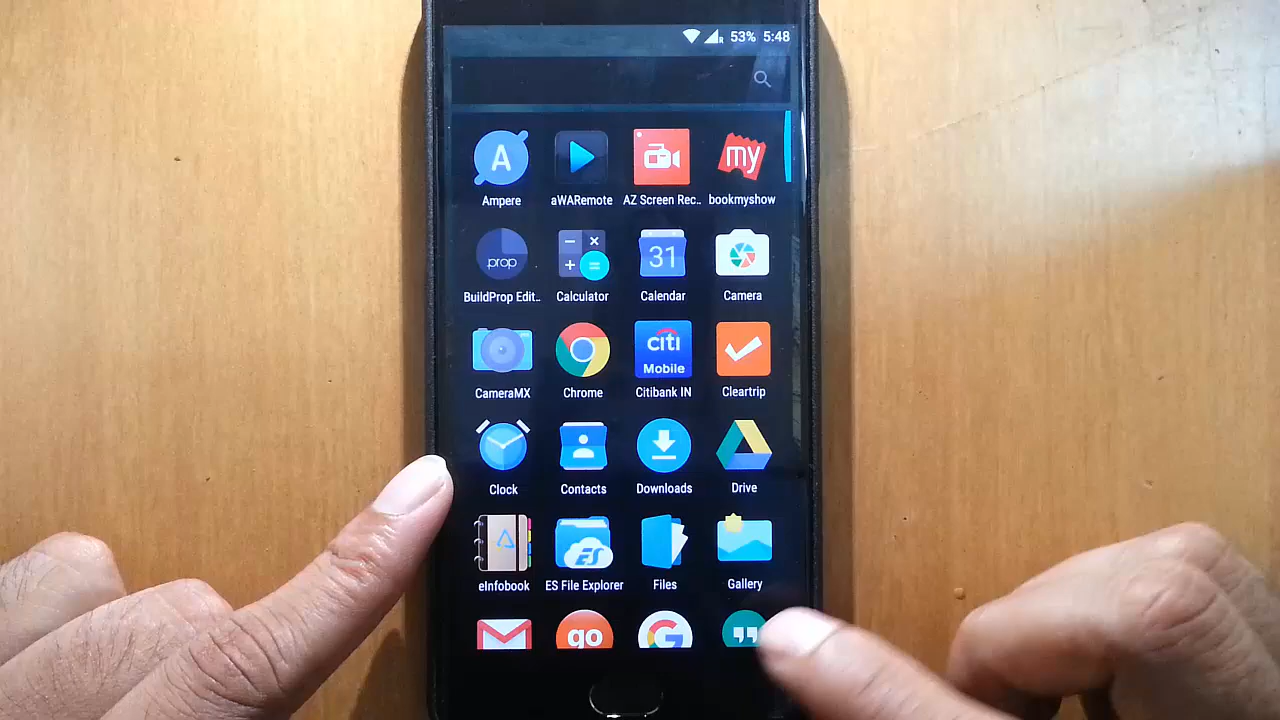 R 53% 5:48
A
my
Ampere aWARemote AZ Screen Rec.. bookmyshow
.prop 31
BuildProp Edit.. Calculator Calendar Camera
citi
Mobile
CameraMX Chrome Citibank IN Cleartrip
Clock Contacts Downloads Drive
ES
eInfobook ES File Explorer Files Gallery
go G